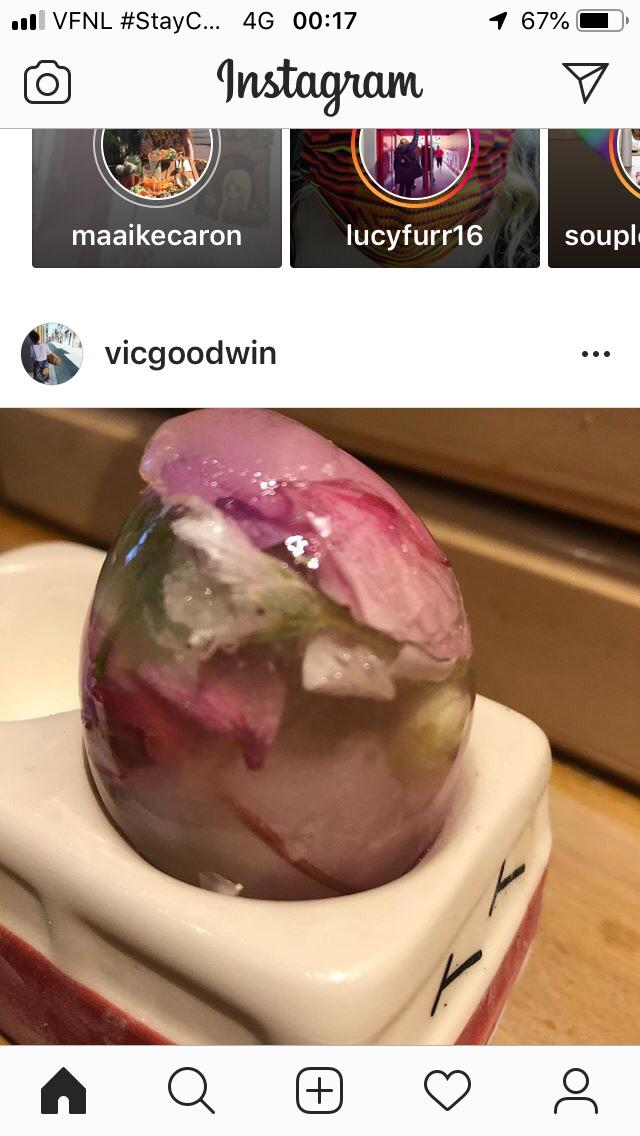 VFNL #StayC... 4G 00:17 67%
Instagram
maaikecaron lucyfurr16 soupl
vicgoodwin